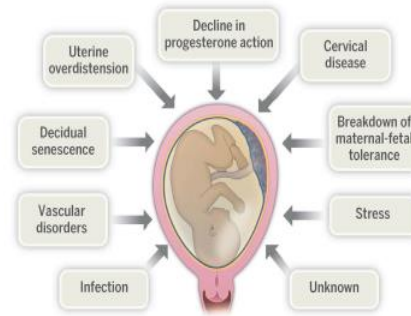 Decline in
progesterone action
Uterine
overdistension
Cervical
disease
Decidual
senescence
Breakdown of
maternal-fetal
tolerance
Vascular
disorders
Stress
Infection
Unknown